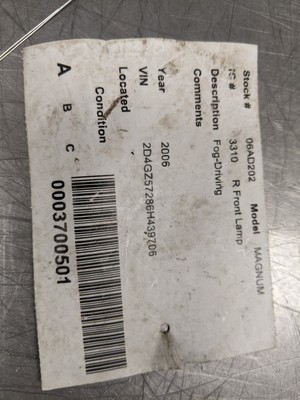 Stock # 06AD202 Model MAGNUM
IC # 3310 R Front Lamp
Description Fog-Driving
Comments
Year 2006
VIN 2D4GZ57286H439706
Located
Condition
A B C 0003700501